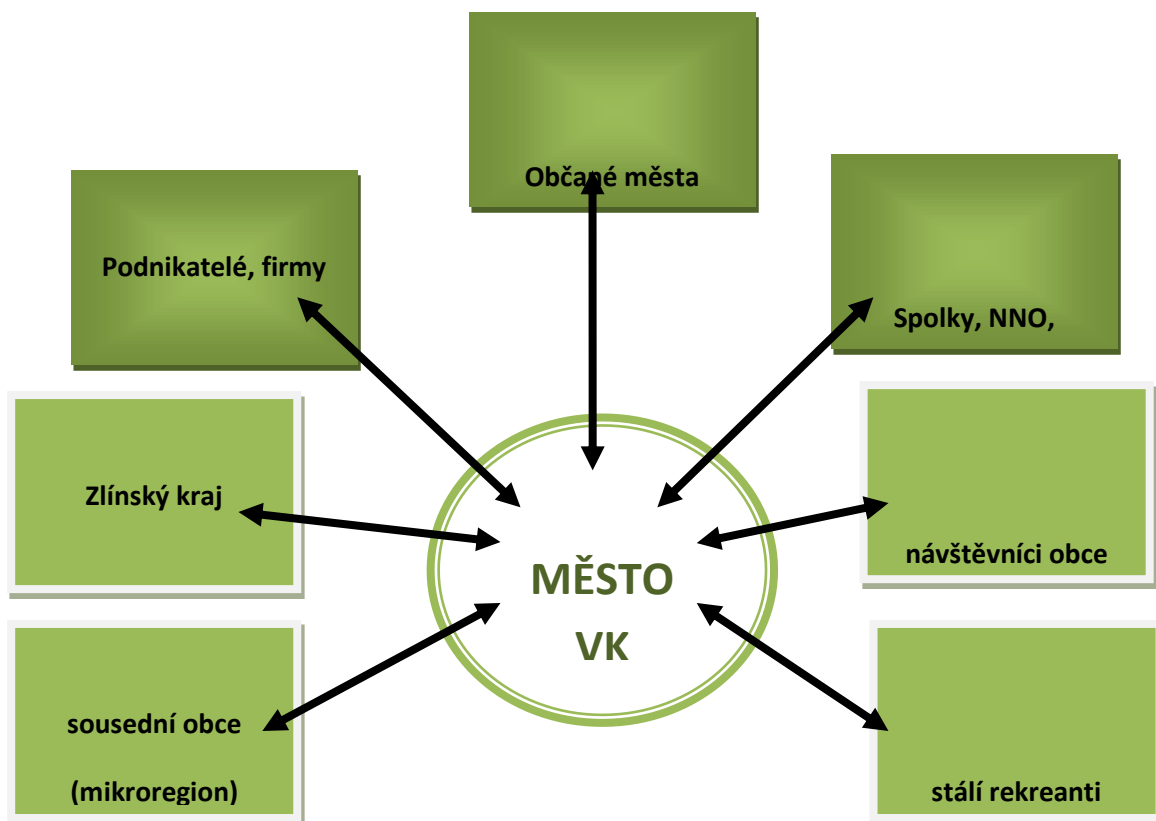 Občané města
Podnikatelé, firmy
Spolky, NNO,
Zlínský kraj
návštěvníci obce
MĚSTO
VK
sousední obce
(mikroregion)
stálí rekreanti